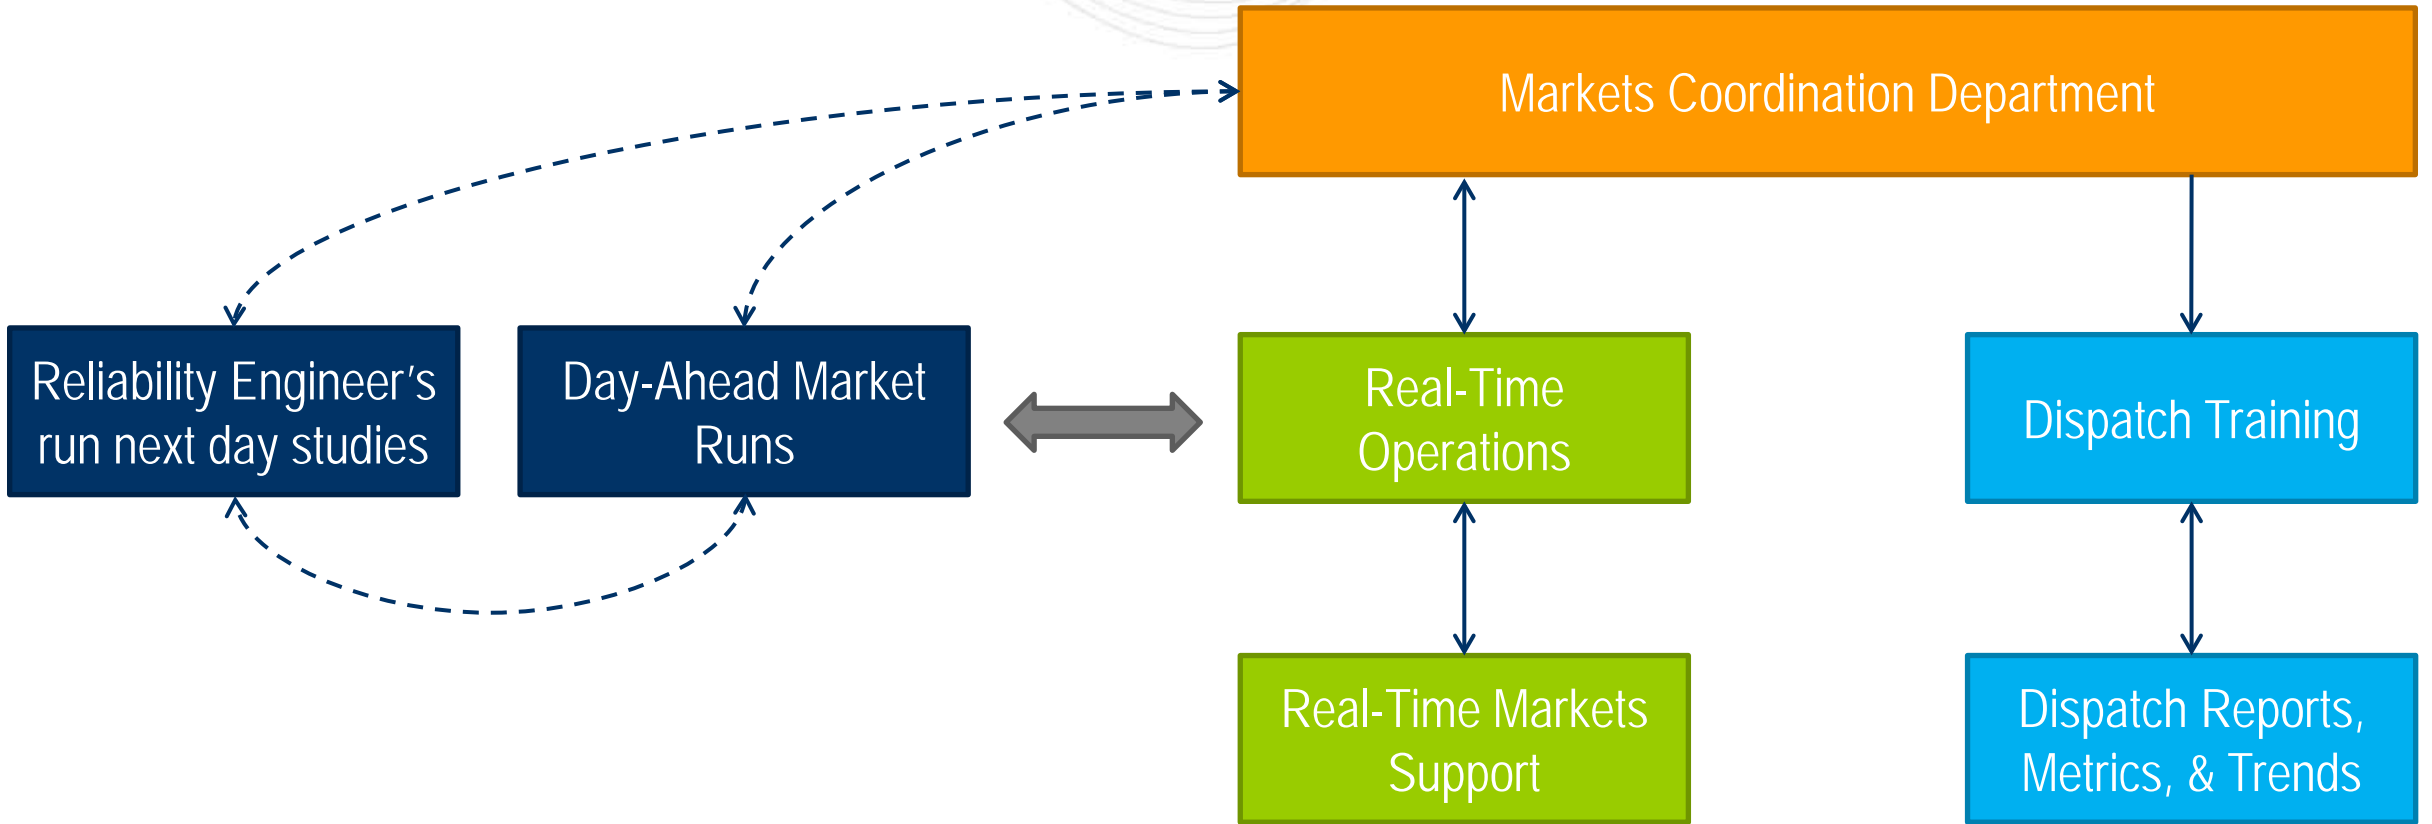 Markets Coordination Department
Reliability Engineer’s
run next day studies
Day-Ahead Market
Runs
Real-Time
Operations
Dispatch Training
Real-Time Markets
Support
Dispatch Reports,
Metrics, & Trends